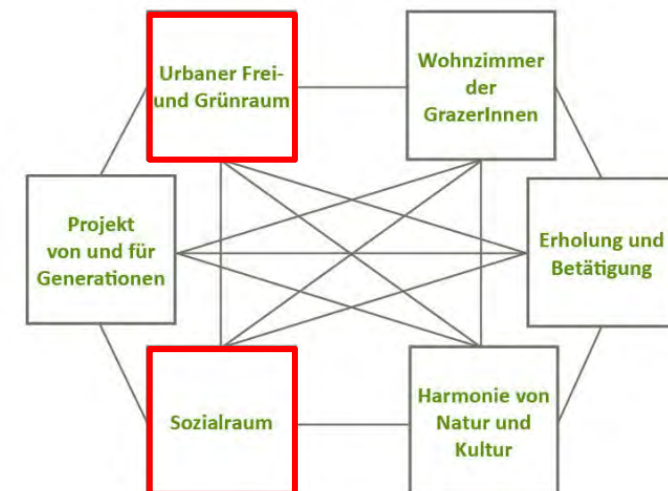 Urbaner Frei-
und Grünraum
Wohnzimmer
der
GrazerInnen
Projekt
von und für
Generationen
Erholung und
Betätigung
Sozialraum
Harmonie von
Natur und
Kultur